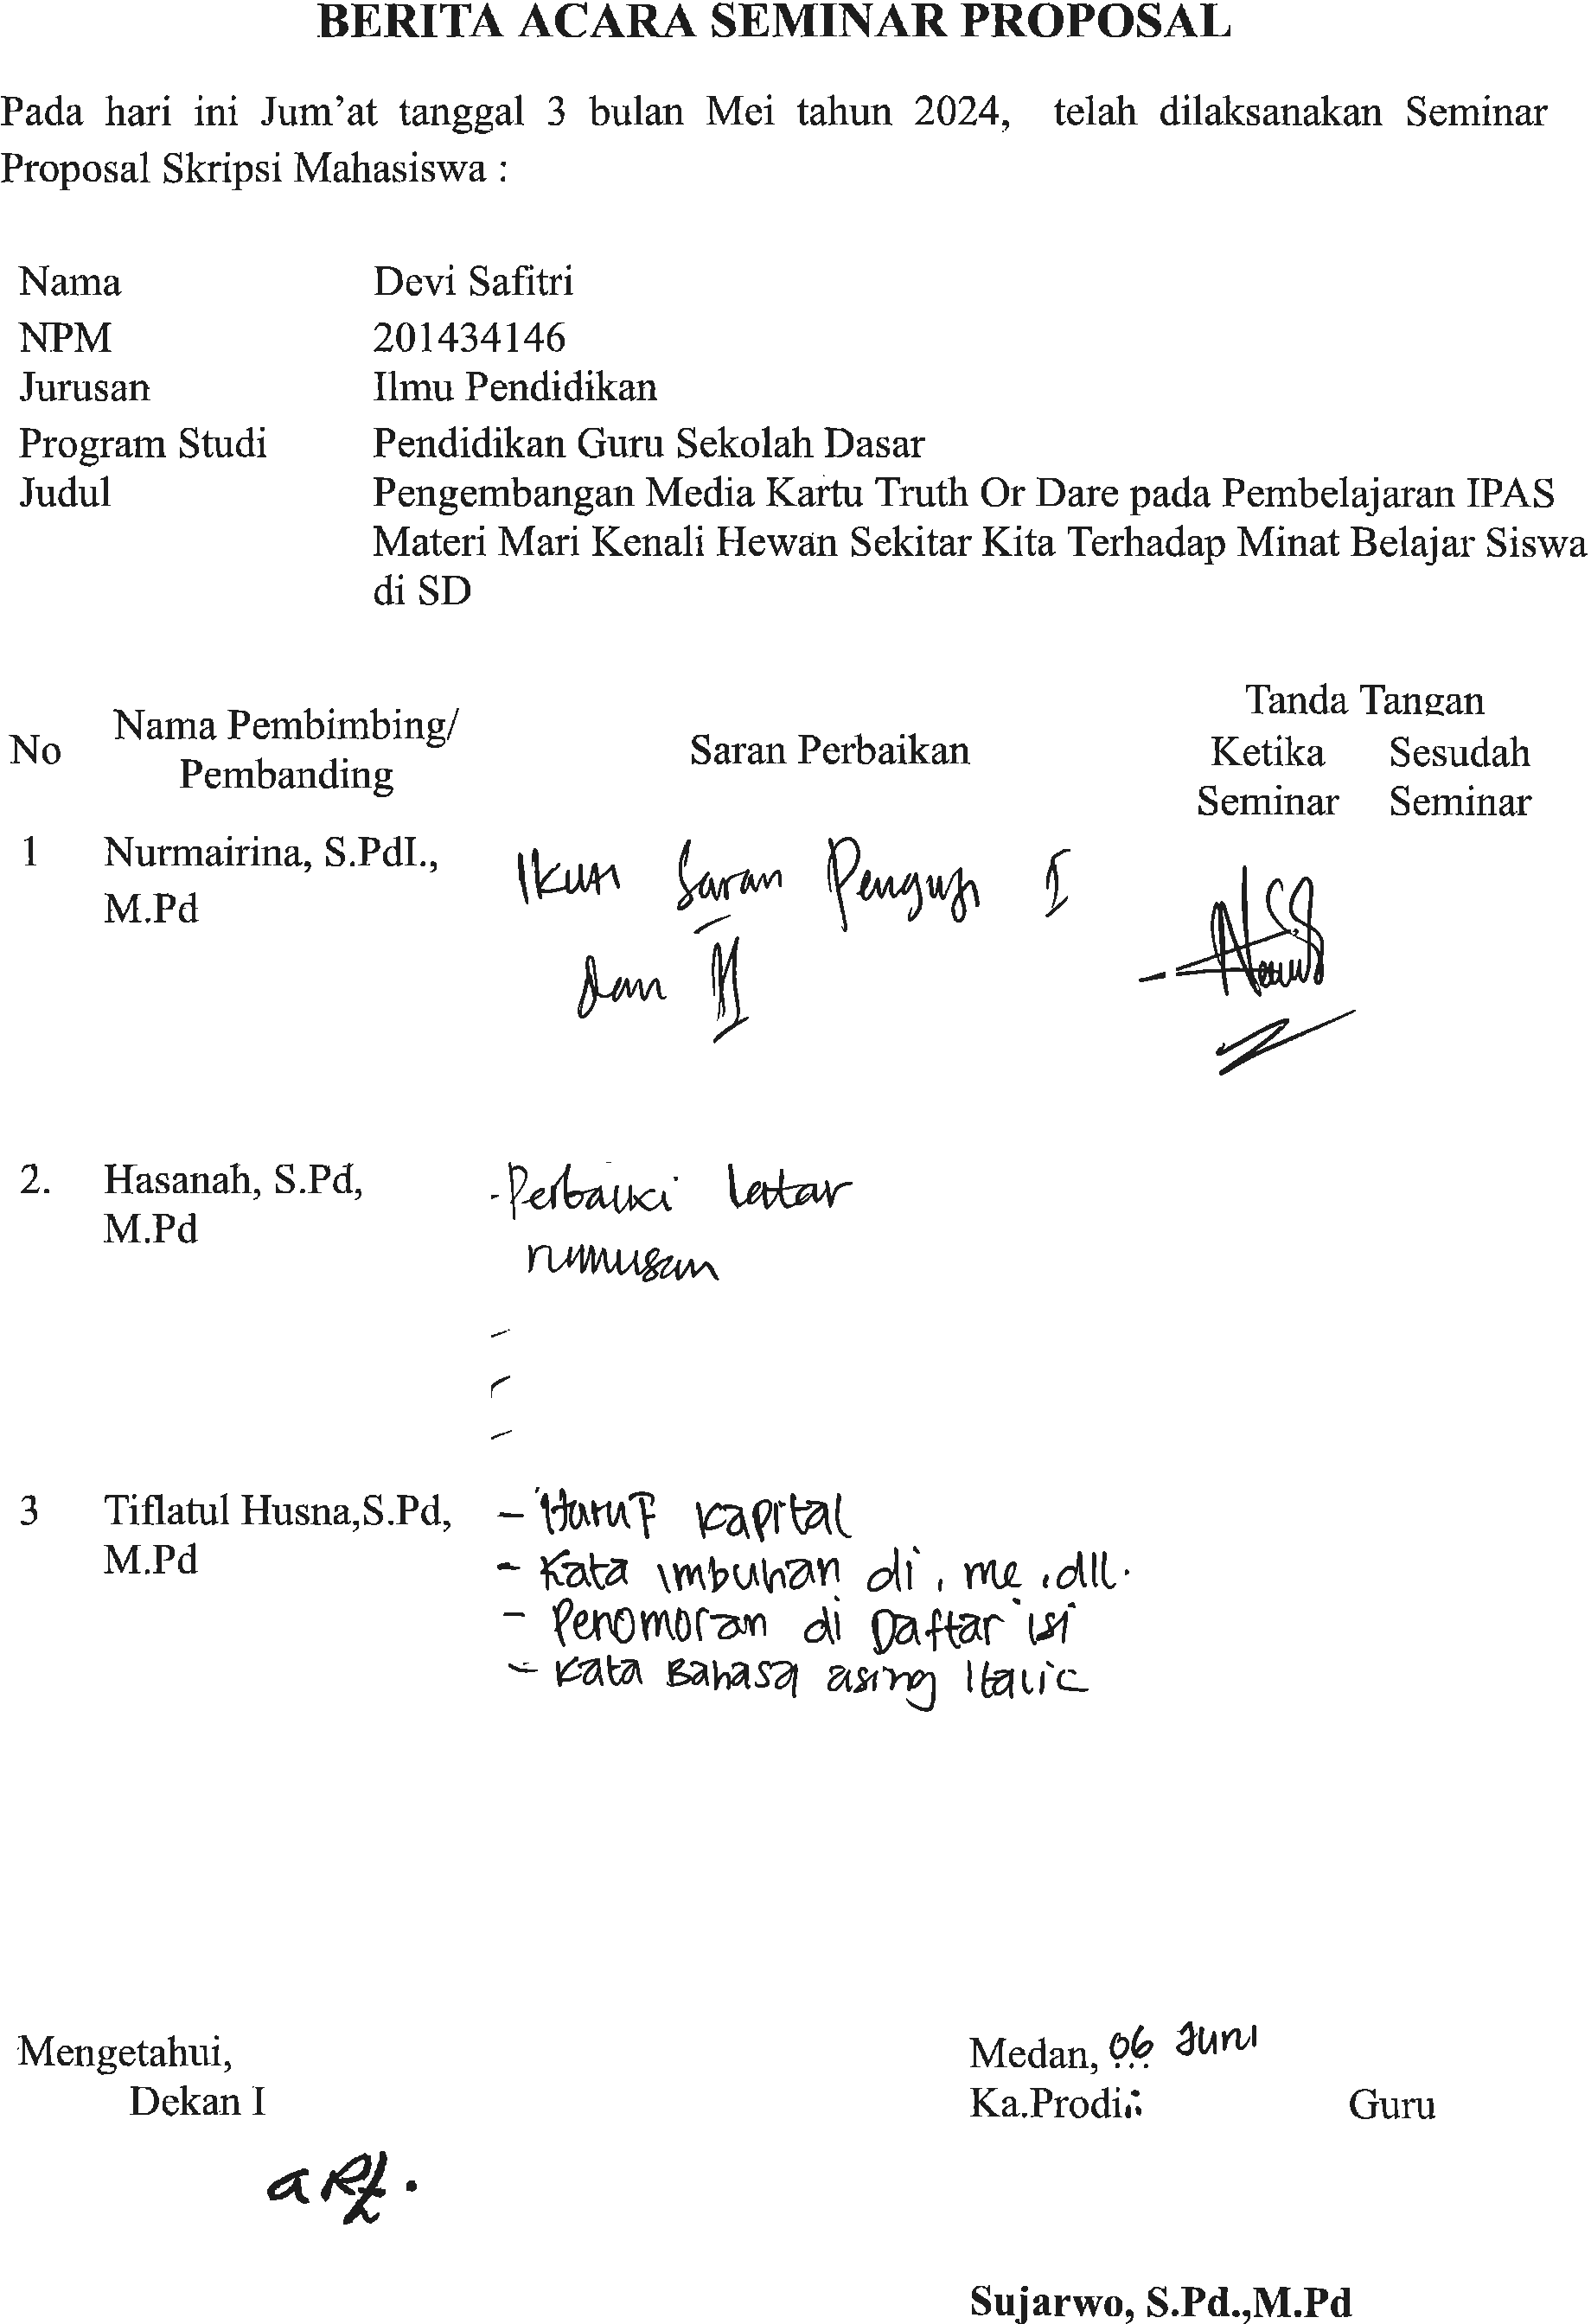 BERITA ACARA SEMINAR PROPOSAL
Pada hari ini Jum'at tanggal 3 bulan Mei tahun 2024, telah dilaksanakan Seminar
Proposal Skripsi Mahasiswa :
Nama Devi Safitri
NPM 201434146
Jurusan Ilmu Pendidikan
Program Studi Pendidikan Guru Sekolah Dasar
Judul Pengembangan Media Kartu Truth Or Dare pada Pembelajaran IPAS
Materi Mari Kenali Hewan Sekitar Kita Terhadap Minat Belajar Siswa
di SD
No Nama Pembimbing/ Pembanding Saran Perbaikan Tanda Tangan
Ketika Seminar Sesudah Seminar
1 Nurmairina, S.PdI., Ikuti Saran Penguji I
M.Pd
dan II
2. Hasanah, S.Pd, -Perbaiki latar
M.Pd
rumusan
3 Tiflatul Husna,S.Pd, - Huruf kapital
M.Pd - Kata imbuhan di, me, dll.
- Penomoran di Daftar isi
- Kata Bahasa asing Italic
Mengetahui, Medan, 06 Juni
Dekan I Ka.Prodi Guru
Sujarwo, S.Pd.,M.Pd